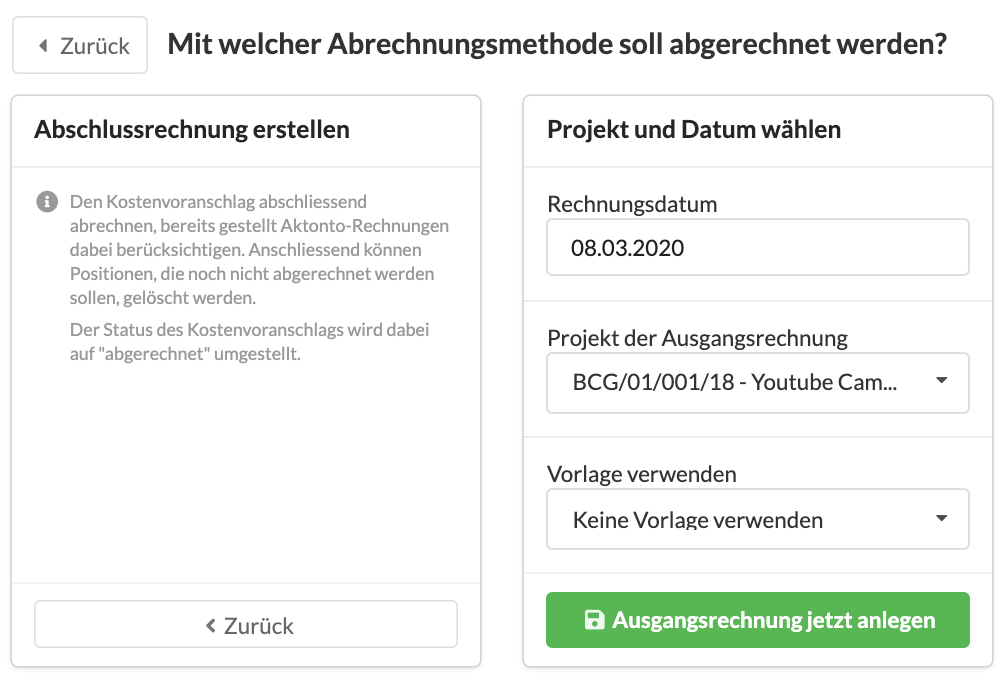 Zurück
Mit welcher Abrechnungsmethode soll abgerechnet werden?
Abschlussrechnung erstellen
Den Kostenvoranschlag abschliessend
abrechnen, bereits gestellt Aktonto-Rechnungen
dabei berücksichtigen. Anschliessend können
Positionen, die noch nicht abgerechnet werden
sollen, gelöscht werden.
Der Status des Kostenvoranschlags wird dabei
auf "abgerechnet" umgestellt.
Zurück
Projekt und Datum wählen
Rechnungsdatum
08.03.2020
Projekt der Ausgangsrechnung
BCG/01/001/18 - Youtube Cam...
Vorlage verwenden
Keine Vorlage verwenden
Ausgangsrechnung jetzt anlegen